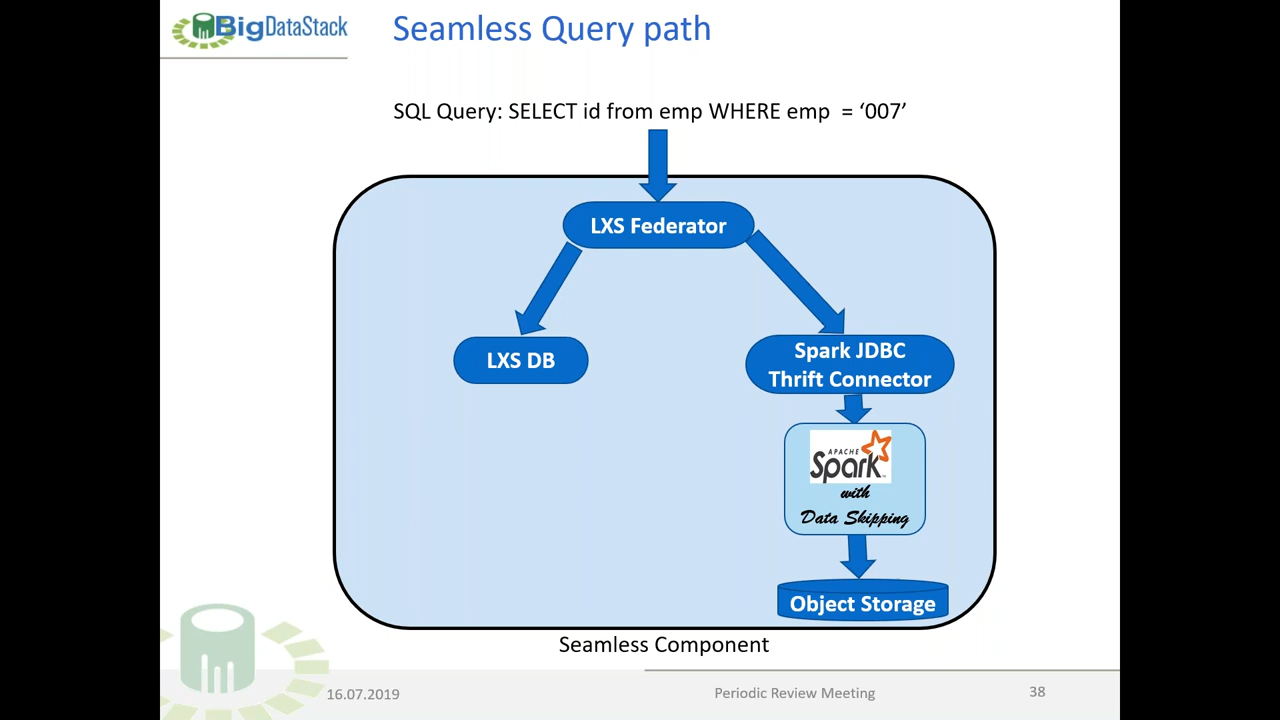 BigDataStack
Seamless Query path
SQL Query: SELECT id from emp WHERE emp  = ‘007’
LXS Federator
LXS DB
Spark JDBC
Thrift Connector
APACHE
Spark™
with
Data Skipping
Object Storage
Seamless Component
16.07.2019
Periodic Review Meeting
38